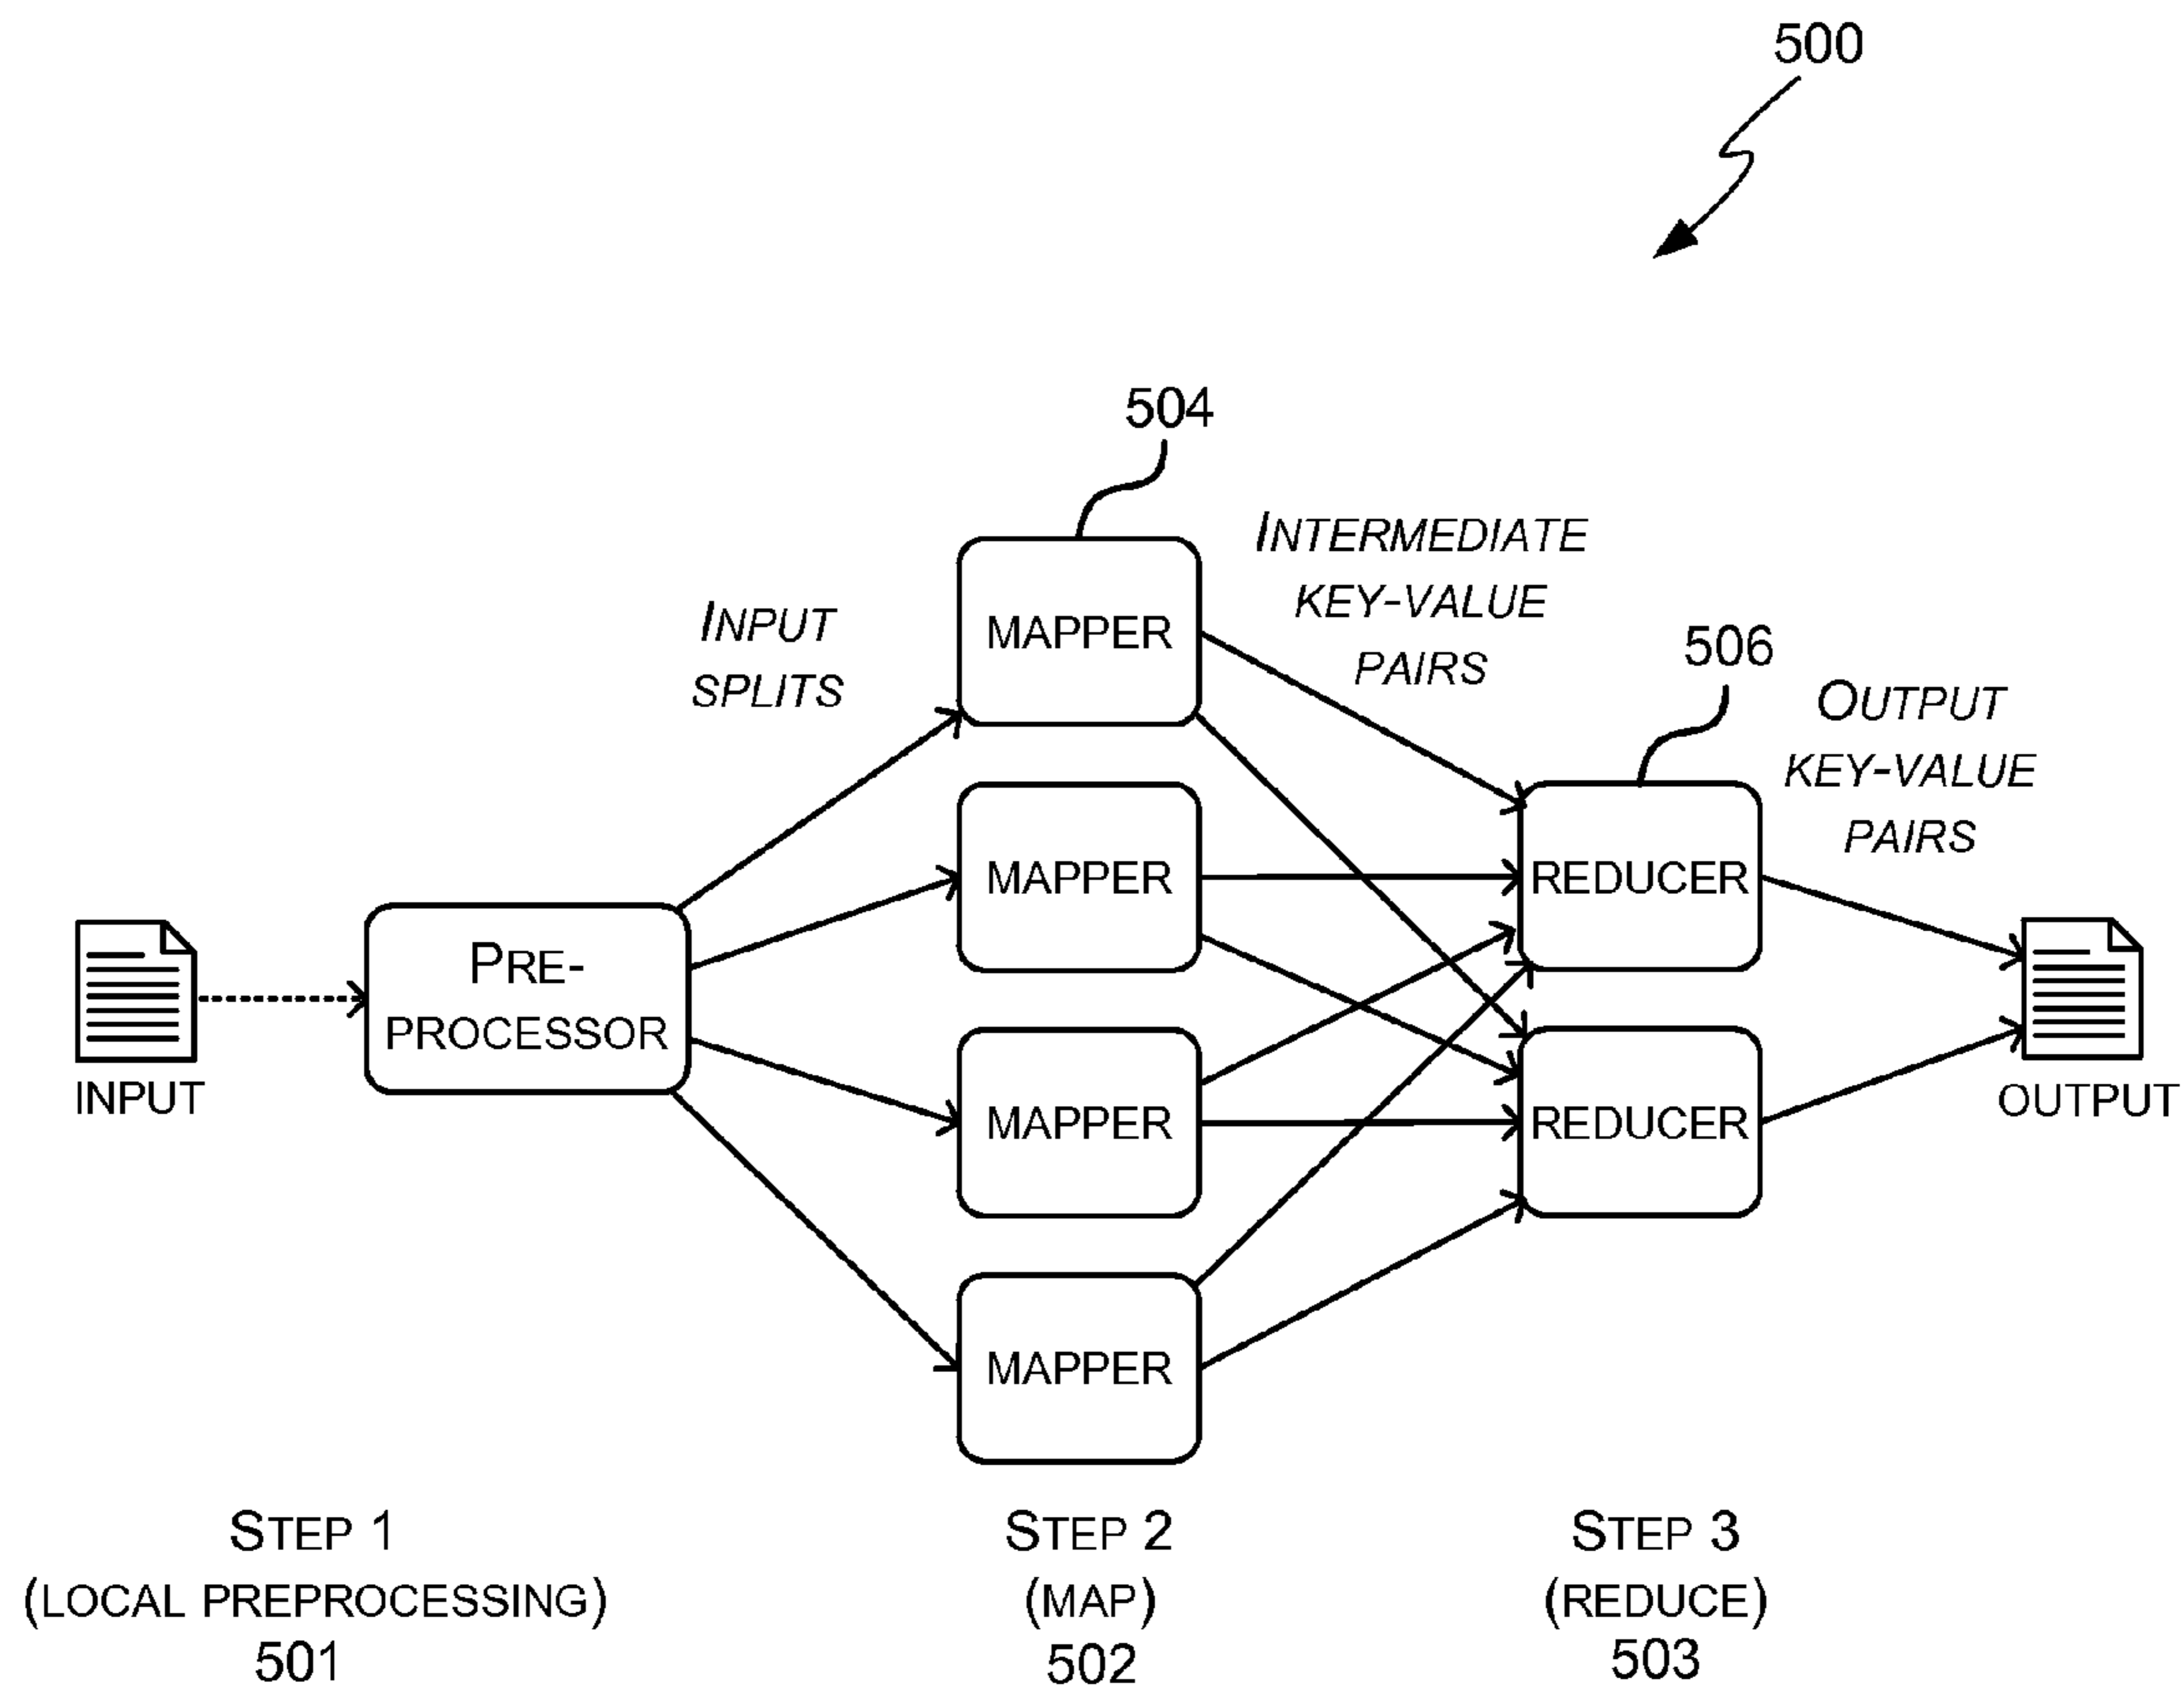 500
504
INTERMEDIATE
KEY-VALUE
PAIRS
INPUT
SPLITS
506
OUTPUT
KEY-VALUE
PAIRS
MAPPER
MAPPER
MAPPER
MAPPER
REDUCER
REDUCER
PRE-
PROCESSOR
INPUT
OUTPUT
STEP 1
(LOCAL PREPROCESSING)
501
STEP 2
(MAP)
502
STEP 3
(REDUCE)
503